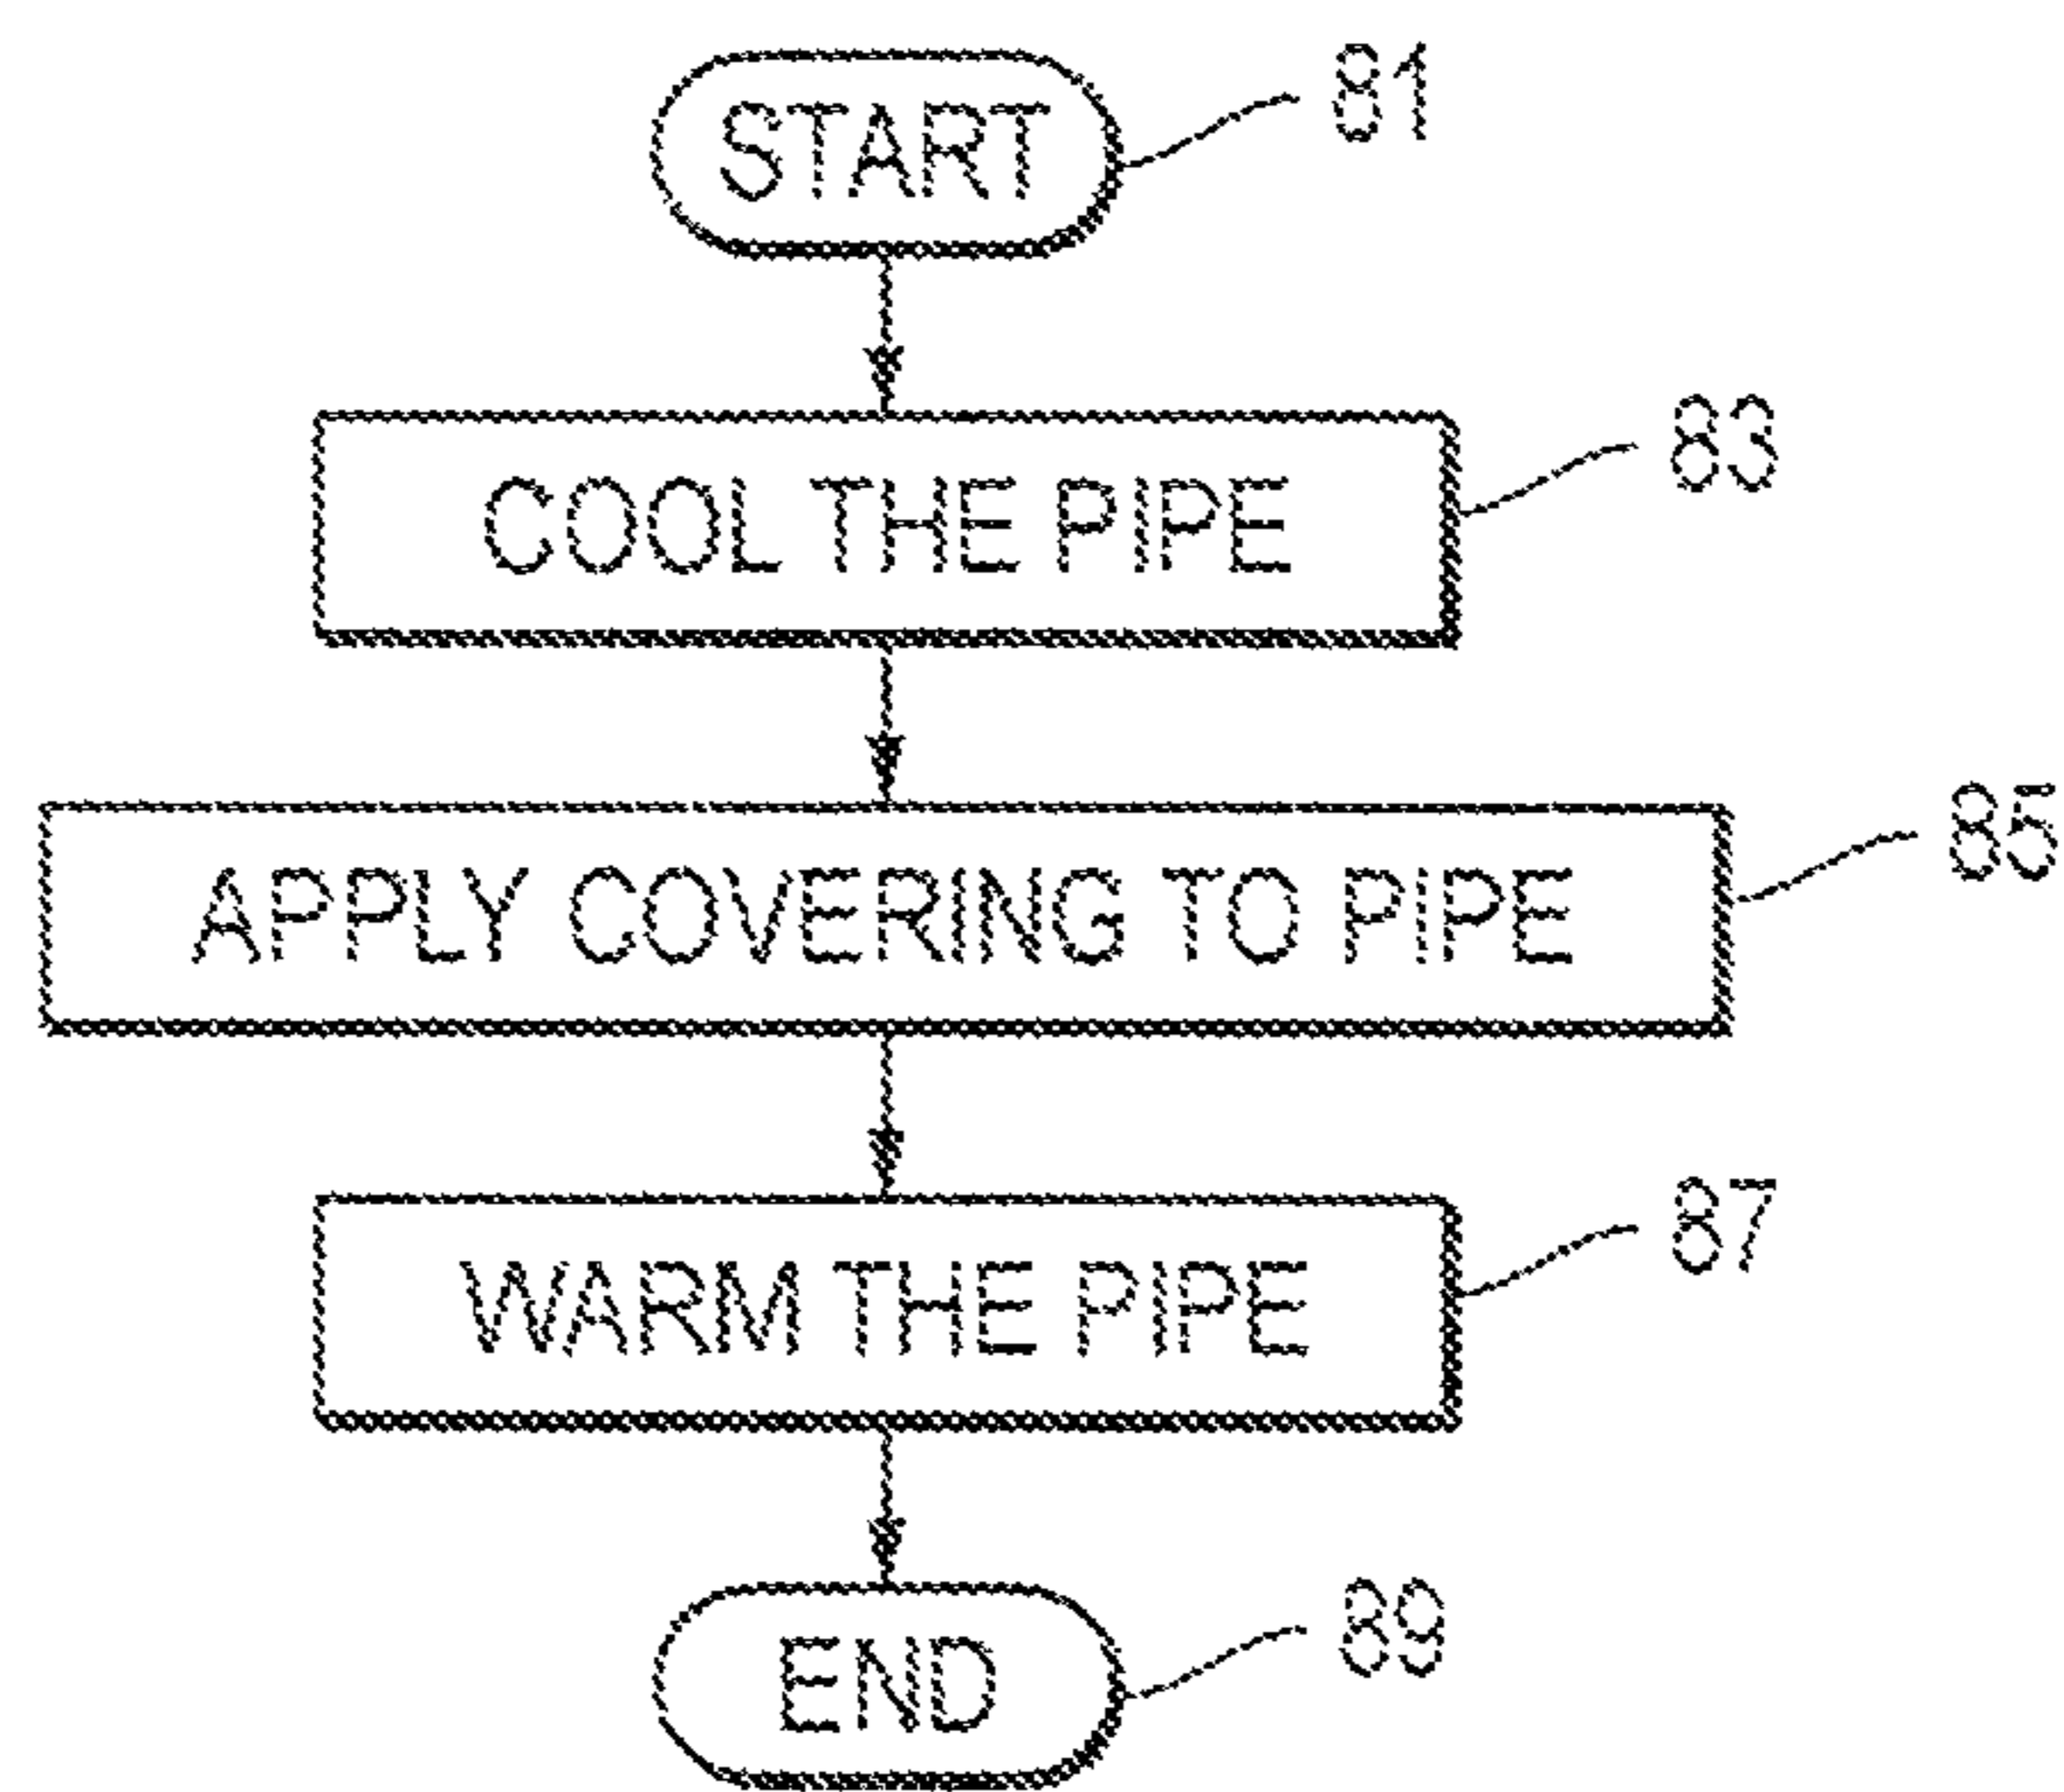 START 81
COOL THE PIPE 83
APPLY COVERING TO PIPE 85
WARM THE PIPE 87
END 89